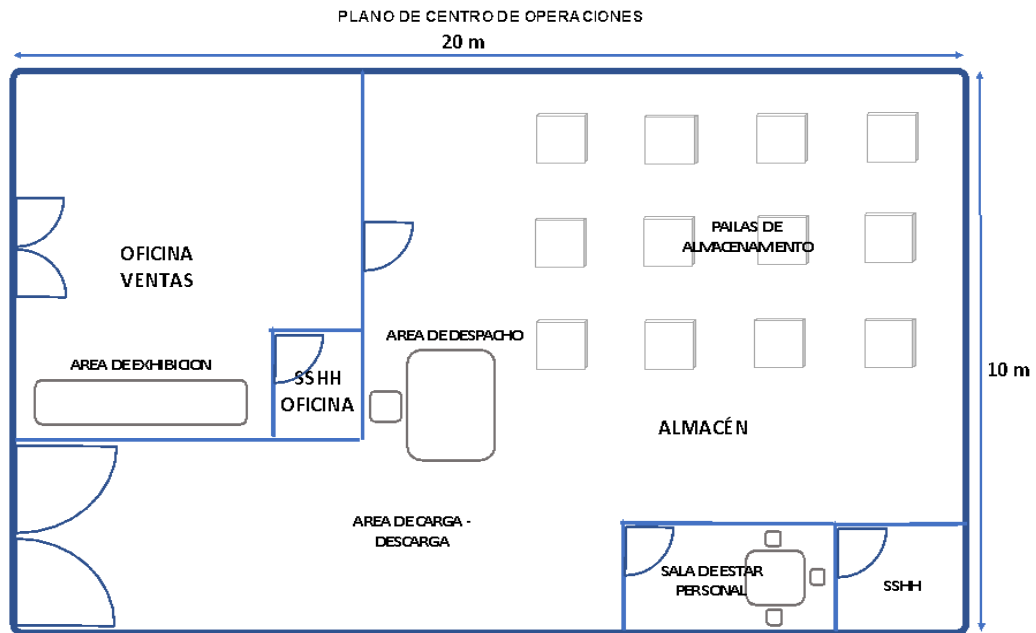 PLANO DE CENTRO DE OPERACIONES
20 m
OFICINA
VENTAS
PAILAS DE
ALMACENAMIENTO
AREA DE EXHIBICION
SSHH
OFICINA
AREA DE DESPACHO
10 m
ALMACÉN
AREA DE CARGA -
DESCARGA
SALA DE ESTAR
PERSONAL
SSHH